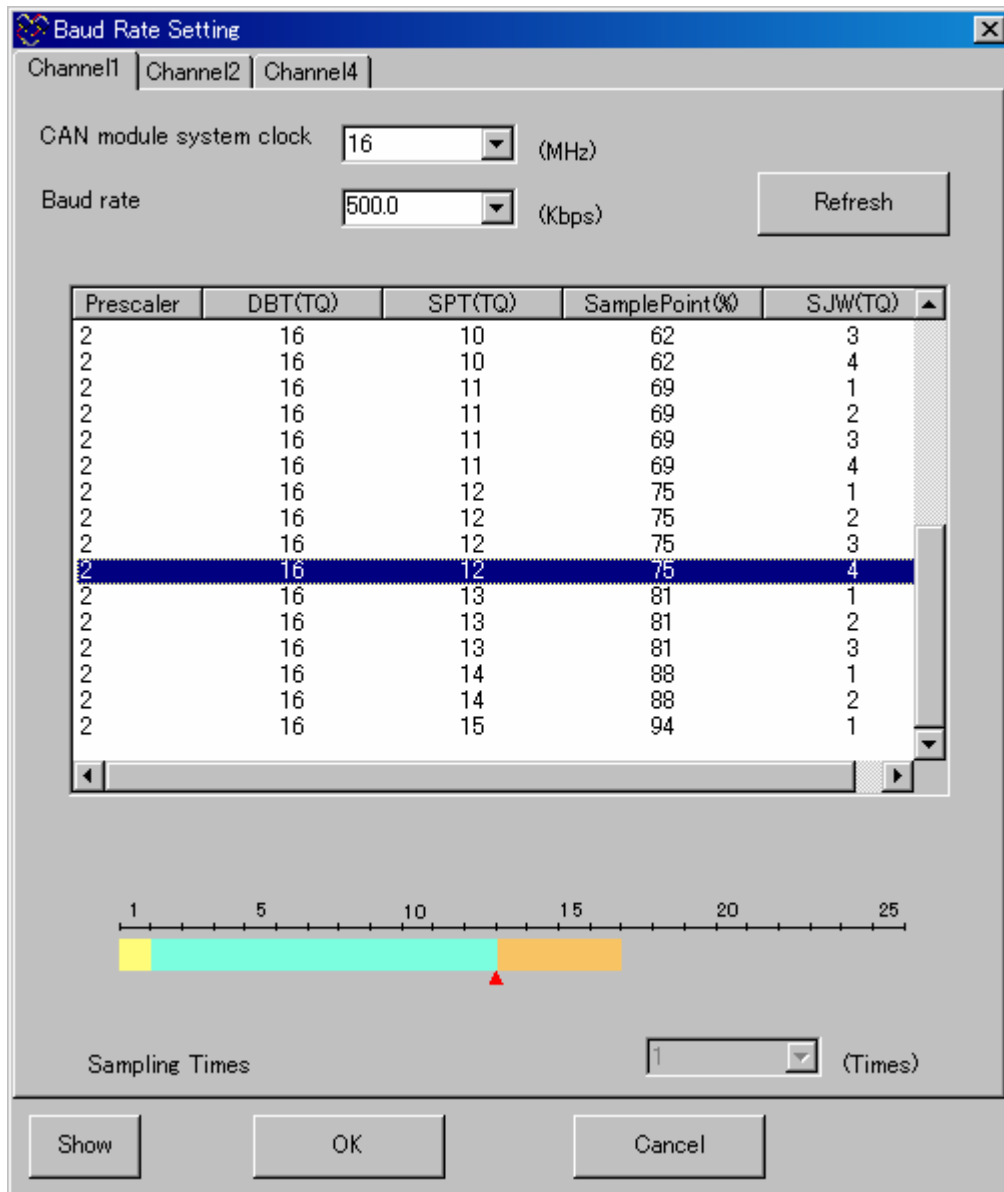 Baud Rate Setting
Channel1 Channel2 Channel4
CAN module system clock 16 (MHz)
Baud rate 500.0 (Kbps) Refresh
Prescaler DBT(TQ) SPT(TQ) SamplePoint(%) SJW(TQ)
2 16 10 62 3
2 16 10 62 4
2 16 11 69 1
2 16 11 69 2
2 16 11 69 3
2 16 11 69 4
2 16 12 75 1
2 16 12 75 2
2 16 12 75 3
2 16 12 75 4
2 16 13 81 1
2 16 13 81 2
2 16 13 81 3
2 16 14 88 1
2 16 14 88 2
2 16 15 94 1
1 5 10 15 20 25
Sampling Times 1 (Times)
Show OK Cancel